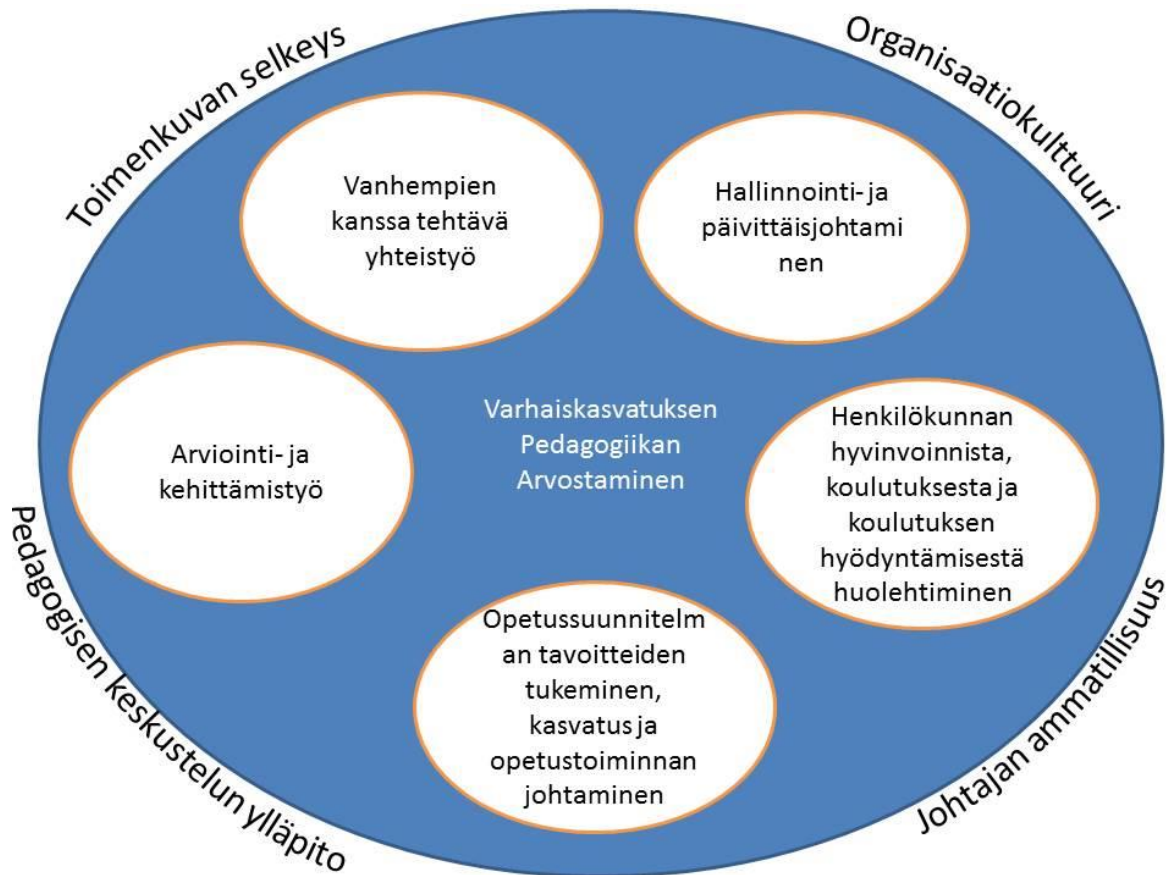 Toimenkuvan selkeys
Organisaatiokulttuuri
Vanhempien
kanssa tehtävä
yhteistyö
Hallinnointi- ja
päivittäisjohtami
nen
Arviointi- ja
kehittämistyö
Varhaiskasvatuksen
Pedagogiikan
Arvostaminen
Henkilökunnan
hyvinvoinnista,
koulutuksesta ja
koulutuksen
hyödyntämisestä
huolehtiminen
Opetussuunnitelm
an tavoitteiden
tukeminen,
kasvatus ja
opetustoiminnan
johtaminen
Pedagogisen keskustelun ylläpito
Johtajan ammatillisuus